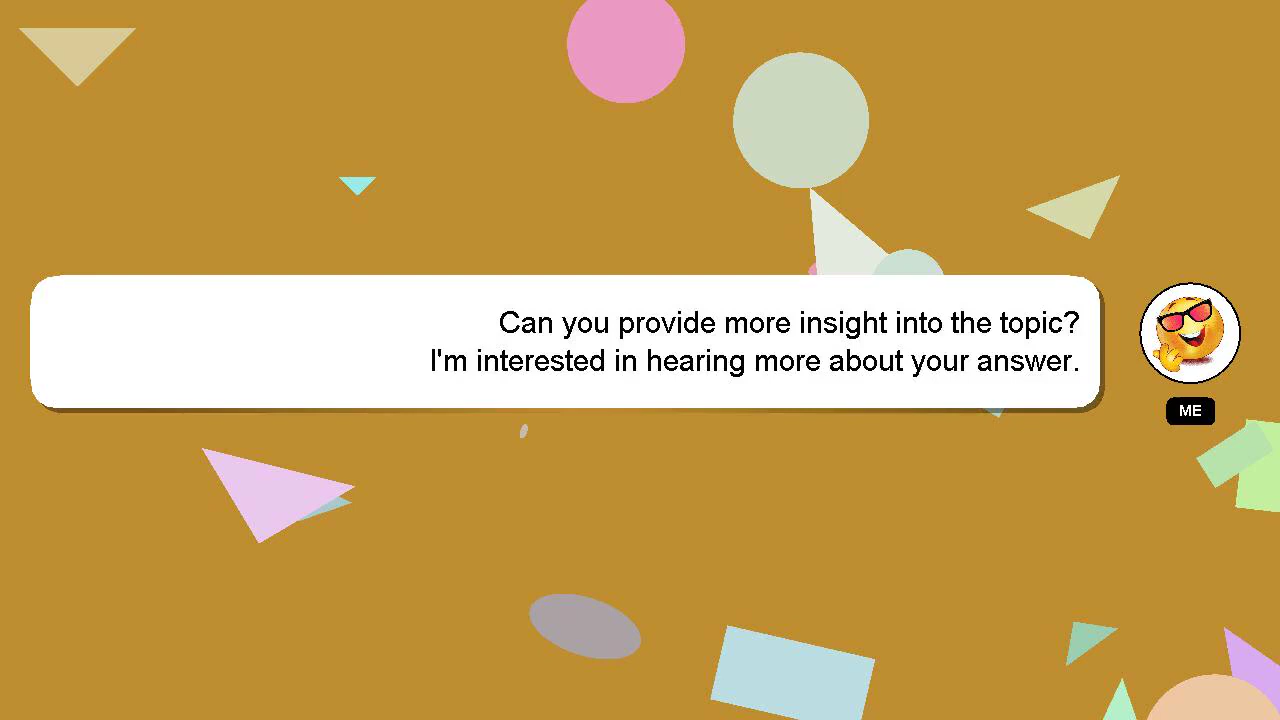 Can you provide more insight into the topic?
I'm interested in hearing more about your answer.
ME